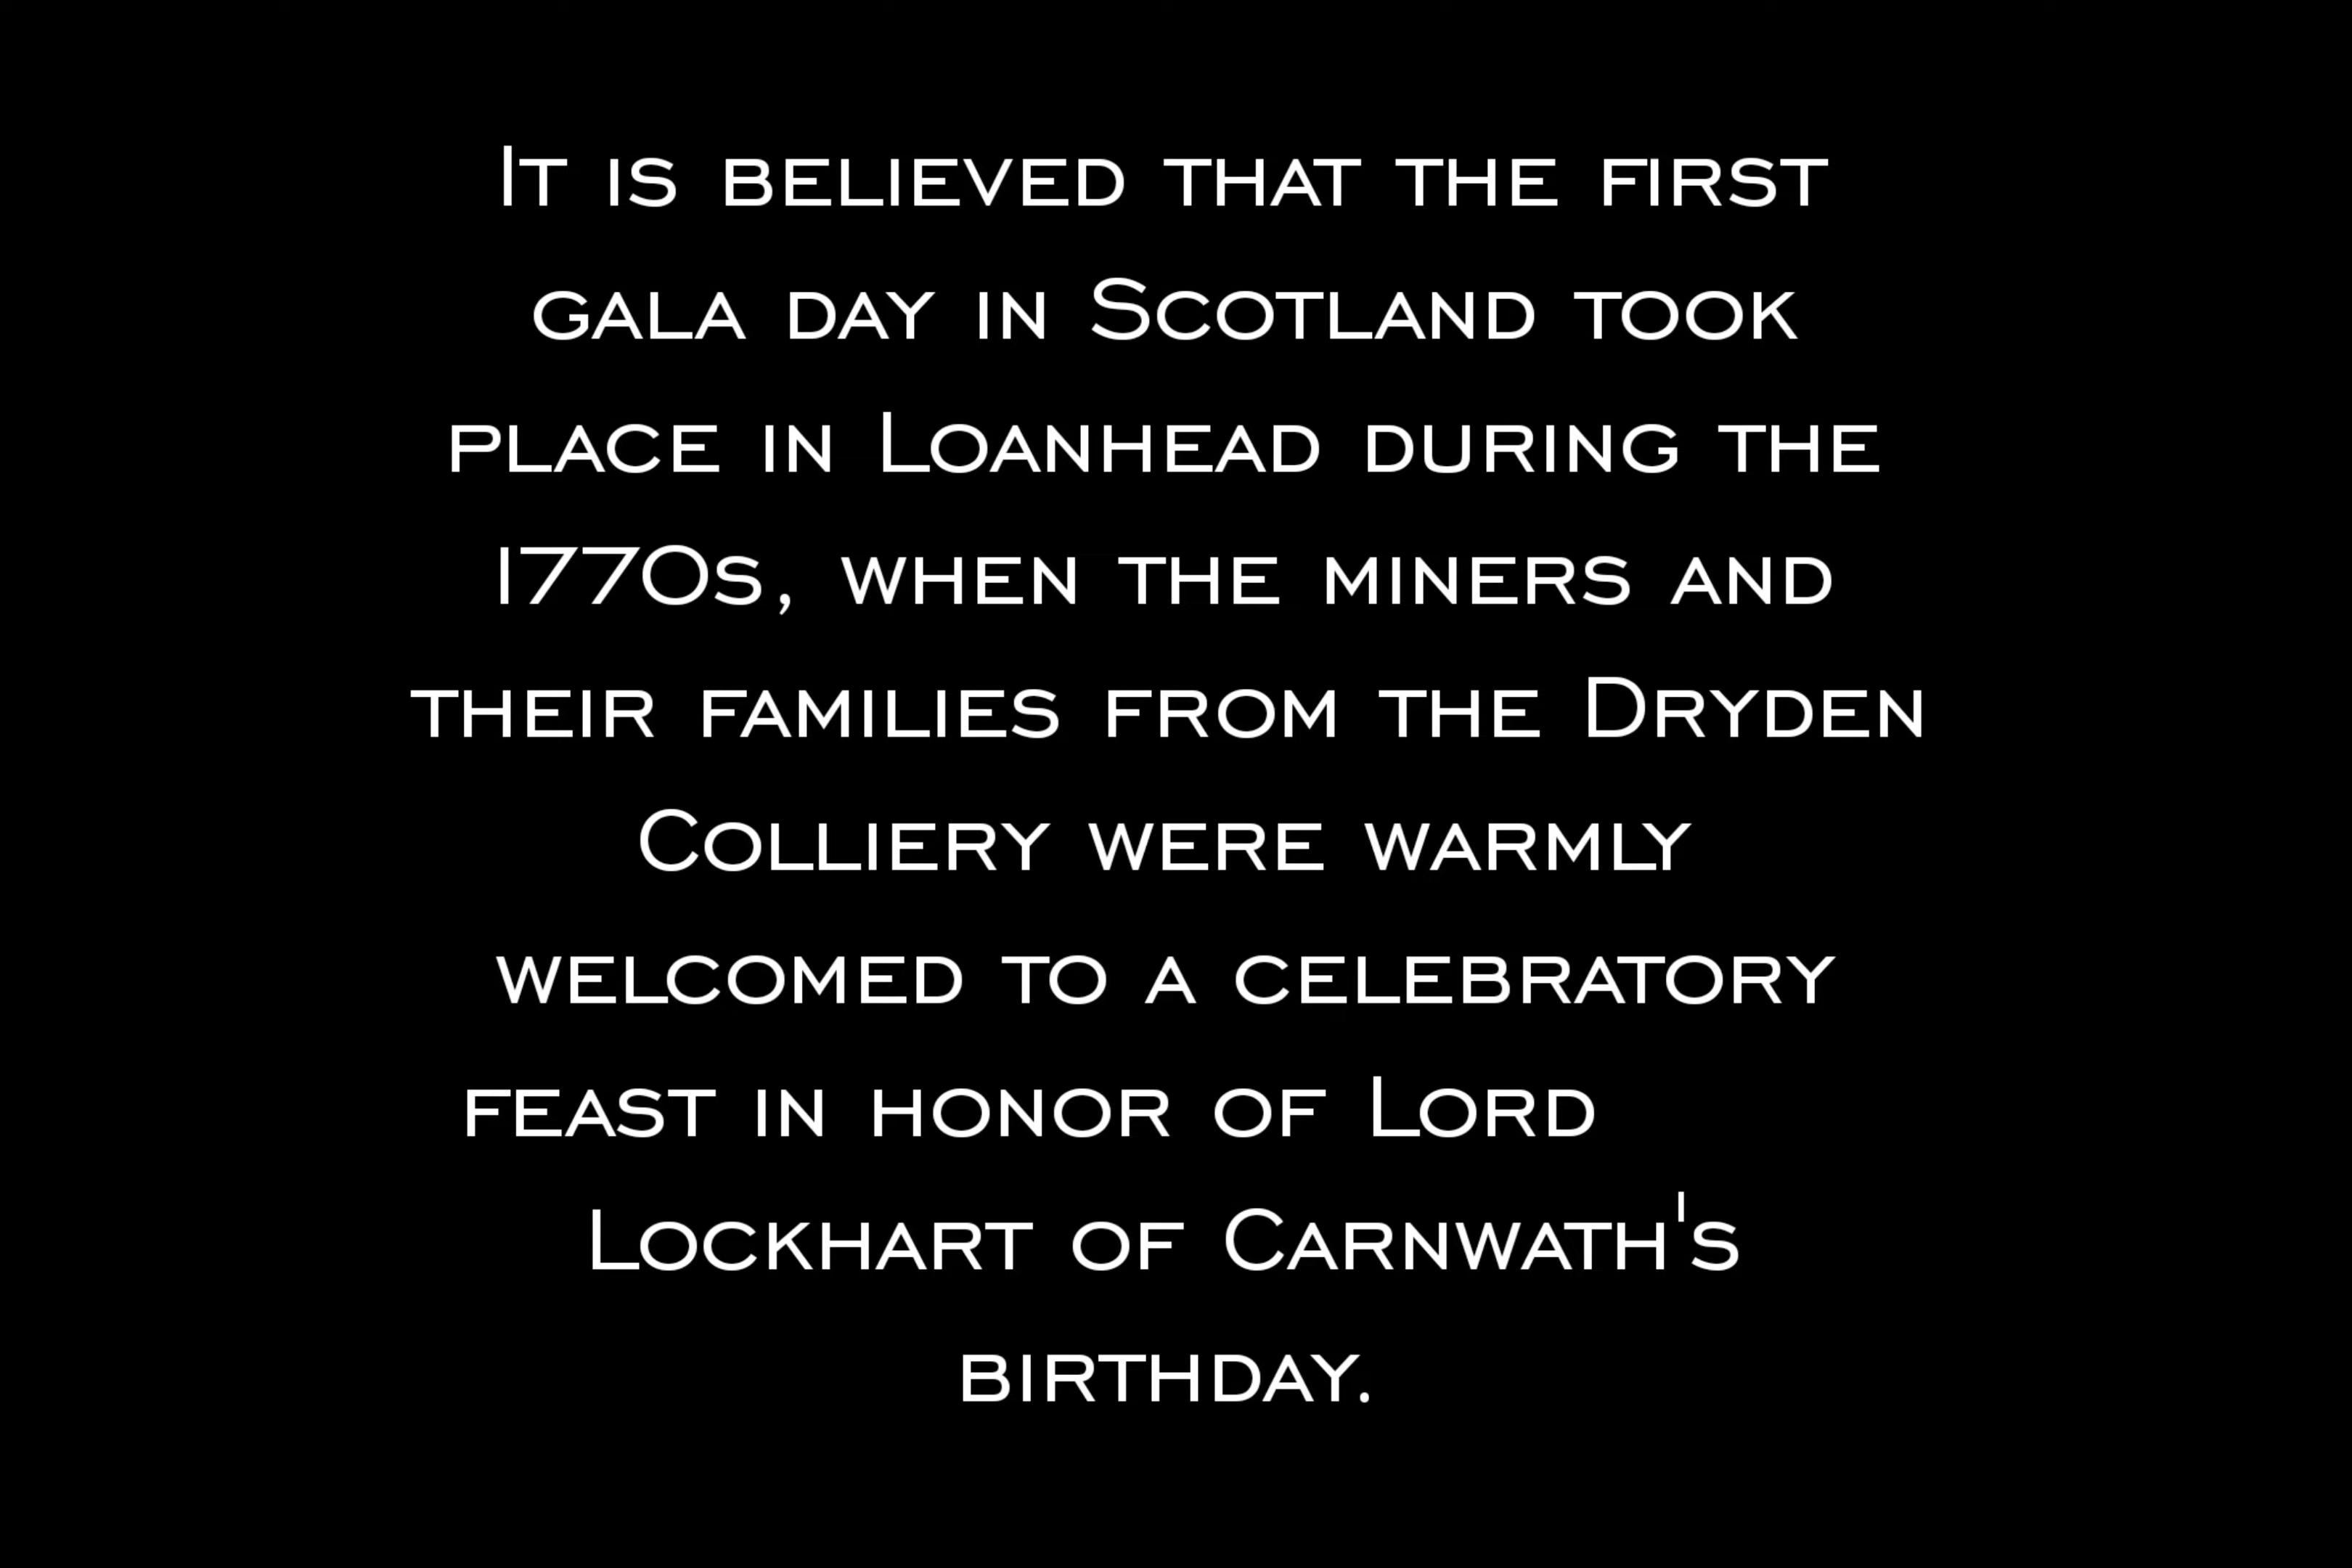 It is believed that the first
gala day in Scotland took
place in Loanhead during the
1770s, when the miners and
their families from the Dryden
Colliery were warmly
welcomed to a celebratory
feast in honor of Lord
Lockhart of Carnwath's
birthday.